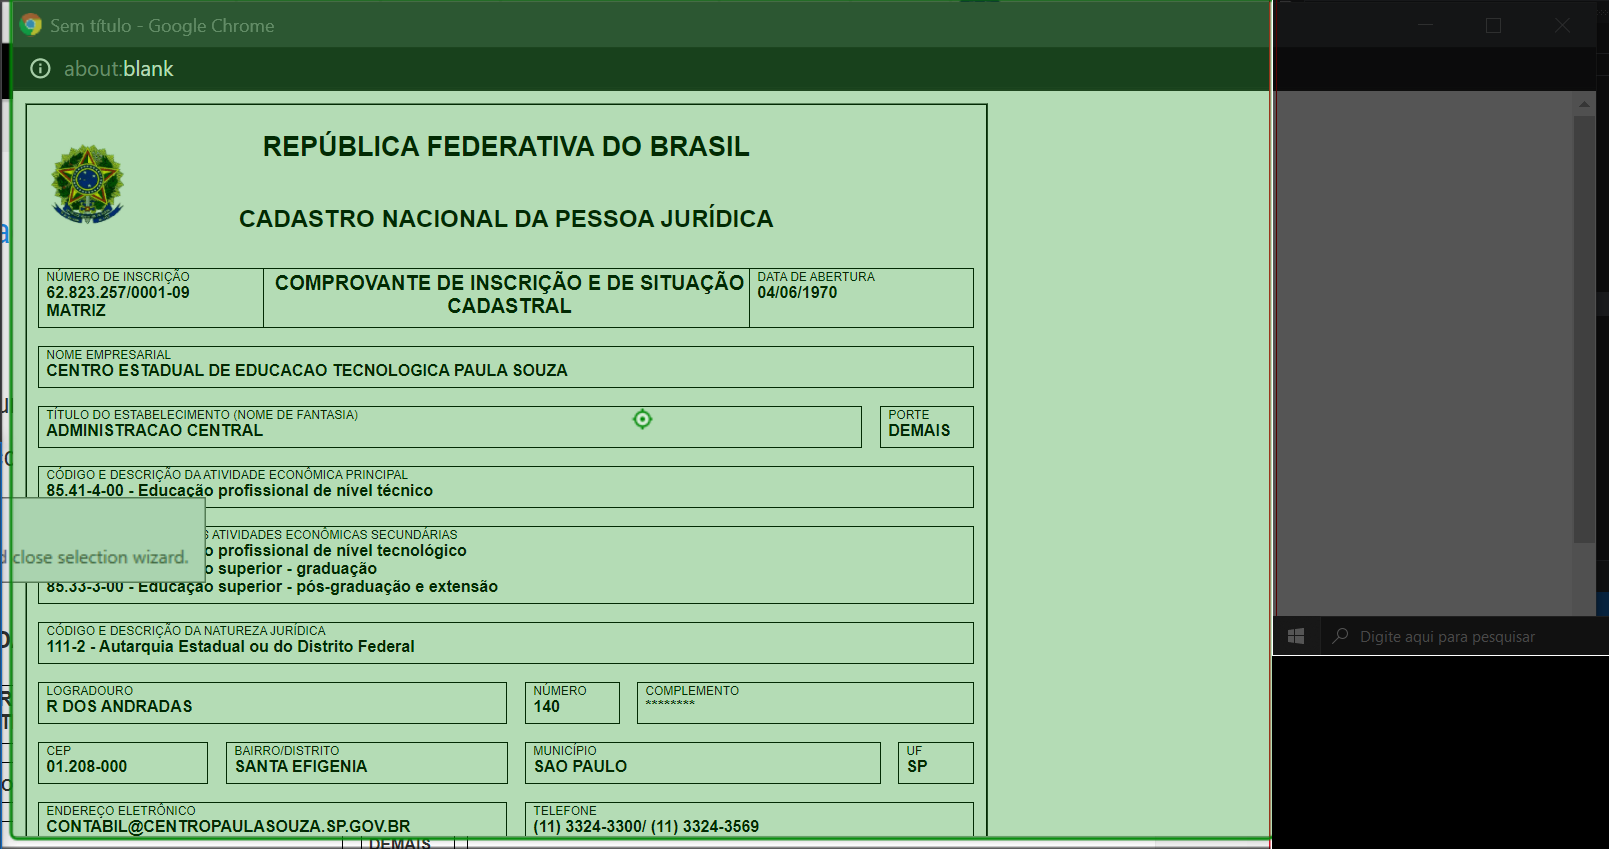 Sem título - Google Chrome
about:blank
REPÚBLICA FEDERATIVA DO BRASIL
CADASTRO NACIONAL DA PESSOA JURÍDICA
NÚMERO DE INSCRIÇÃO
62.823.257/0001-09
MATRIZ
COMPROVANTE DE INSCRIÇÃO E DE SITUAÇÃO
CADASTRAL
DATA DE ABERTURA
04/06/1970
NOME EMPRESARIAL
CENTRO ESTADUAL DE EDUCACAO TECNOLOGICA PAULA SOUZA
TÍTULO DO ESTABELECIMENTO (NOME DE FANTASIA)
ADMINISTRACAO CENTRAL
PORTE
DEMAIS
CÓDIGO E DESCRIÇÃO DA ATIVIDADE ECONÔMICA PRINCIPAL
85.41-4-00 - Educação profissional de nível técnico
S ATIVIDADES ECONÔMICAS SECUNDÁRIAS
o profissional de nível tecnológico
close selection wizard.
o superior - graduação
85.33-3-00 - Educação superior - pós-graduação e extensão
CÓDIGO E DESCRIÇÃO DA NATUREZA JURÍDICA
111-2 - Autarquia Estadual ou do Distrito Federal
LOGRADOURO
R DOS ANDRADAS
NÚMERO
140
COMPLEMENTO
********
CEP
01.208-000
BAIRRO/DISTRITO
SANTA EFIGENIA
MUNICÍPIO
SAO PAULO
UF
SP
ENDEREÇO ELETRÔNICO
CONTABIL@CENTROPAULASOUZA.SP.GOV.BR
TELEFONE
(11) 3324-3300/ (11) 3324-3569
DEMAIS
Digite aqui para pesquisar